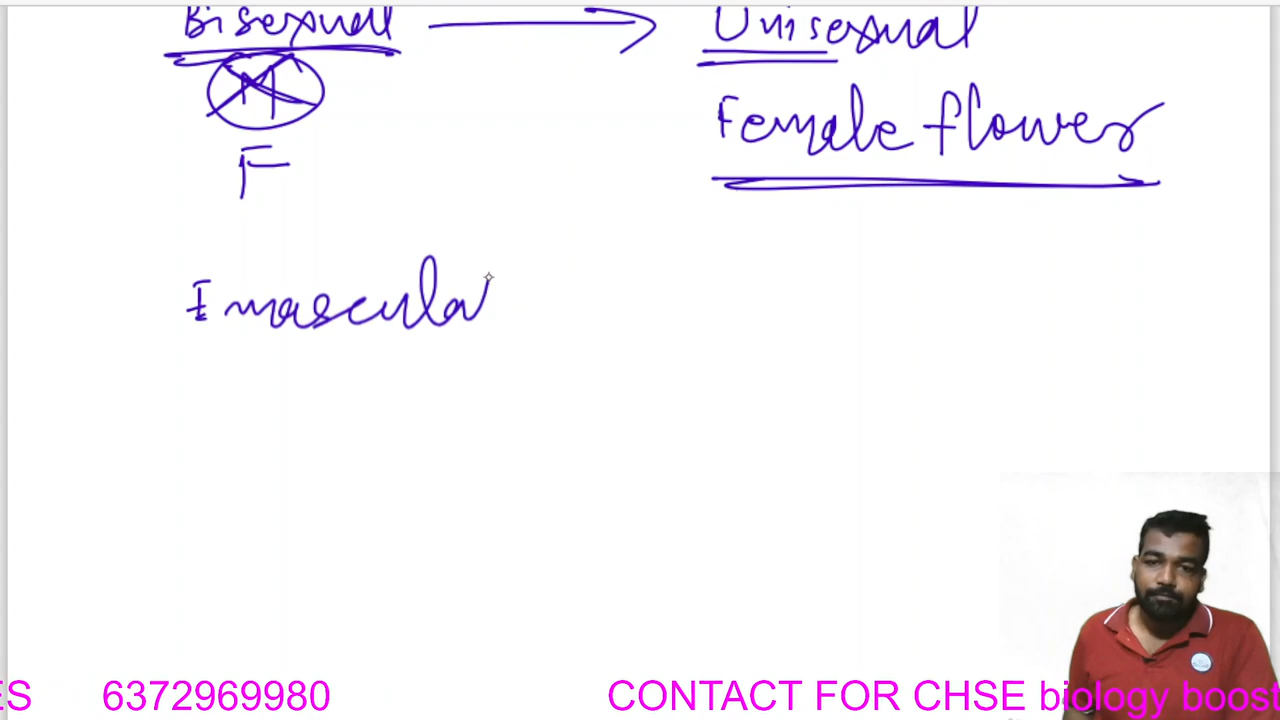 Bisexual Unisexual
M Female flower
F
Emascula
ES 6372969980 CONTACT FOR CHSE biology boost